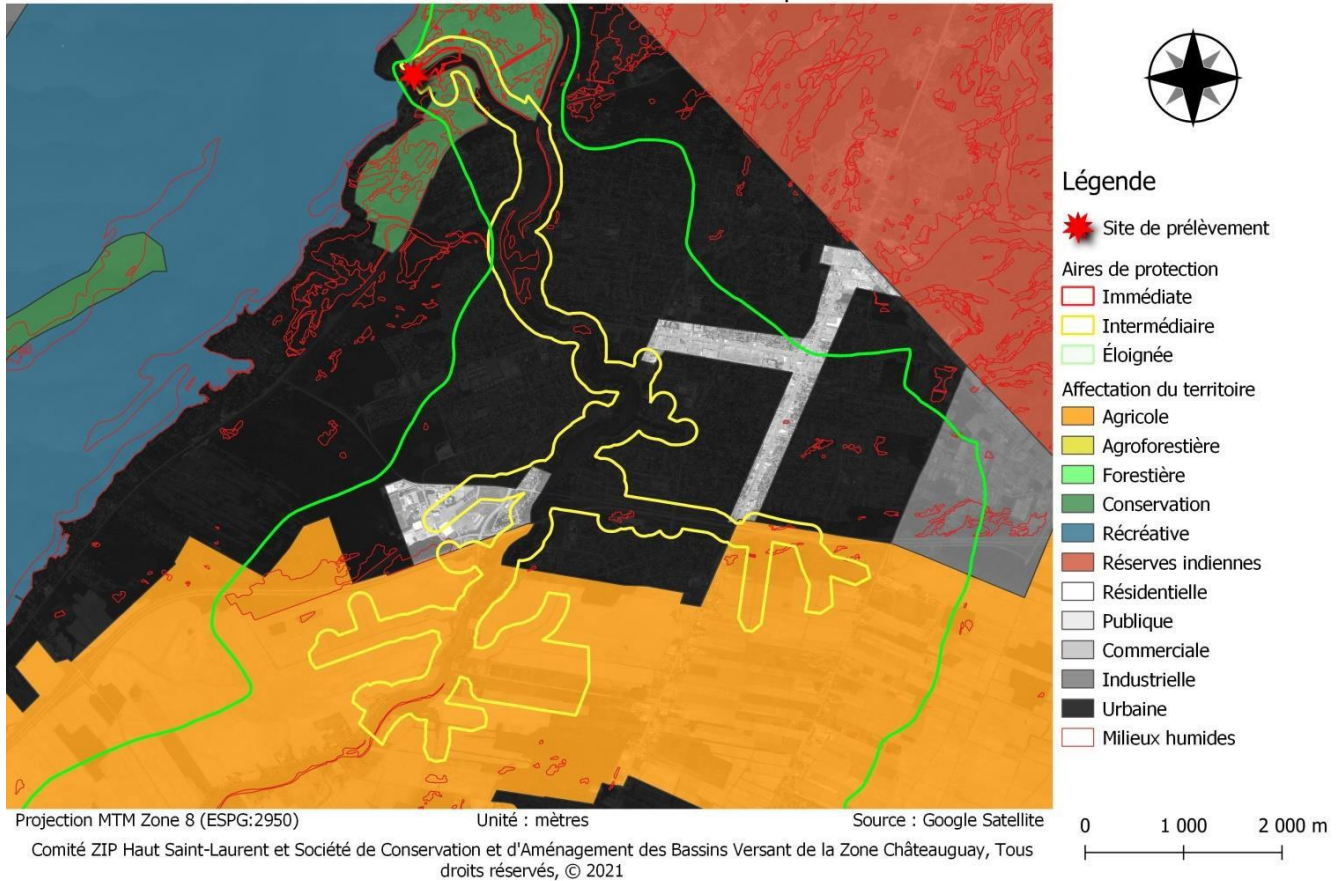 Légende
Site de prélèvement
Aires de protection
Immédiate
Intermédiaire
Éloignée
Affectation du territoire
Agricole
Agroforestière
Forestière
Conservation
Récréative
Réserves indiennes
Résidentielle
Publique
Commerciale
Industrielle
Urbaine
Milieux humides
Projection MTM Zone 8 (ESPG:2950)
Unité : mètres
Source : Google Satellite
0 1 000 2 000 m
Comité ZIP Haut Saint-Laurent et Société de Conservation et d'Aménagement des Bassins Versant de la Zone Châteauguay, Tous
droits réservés, © 2021